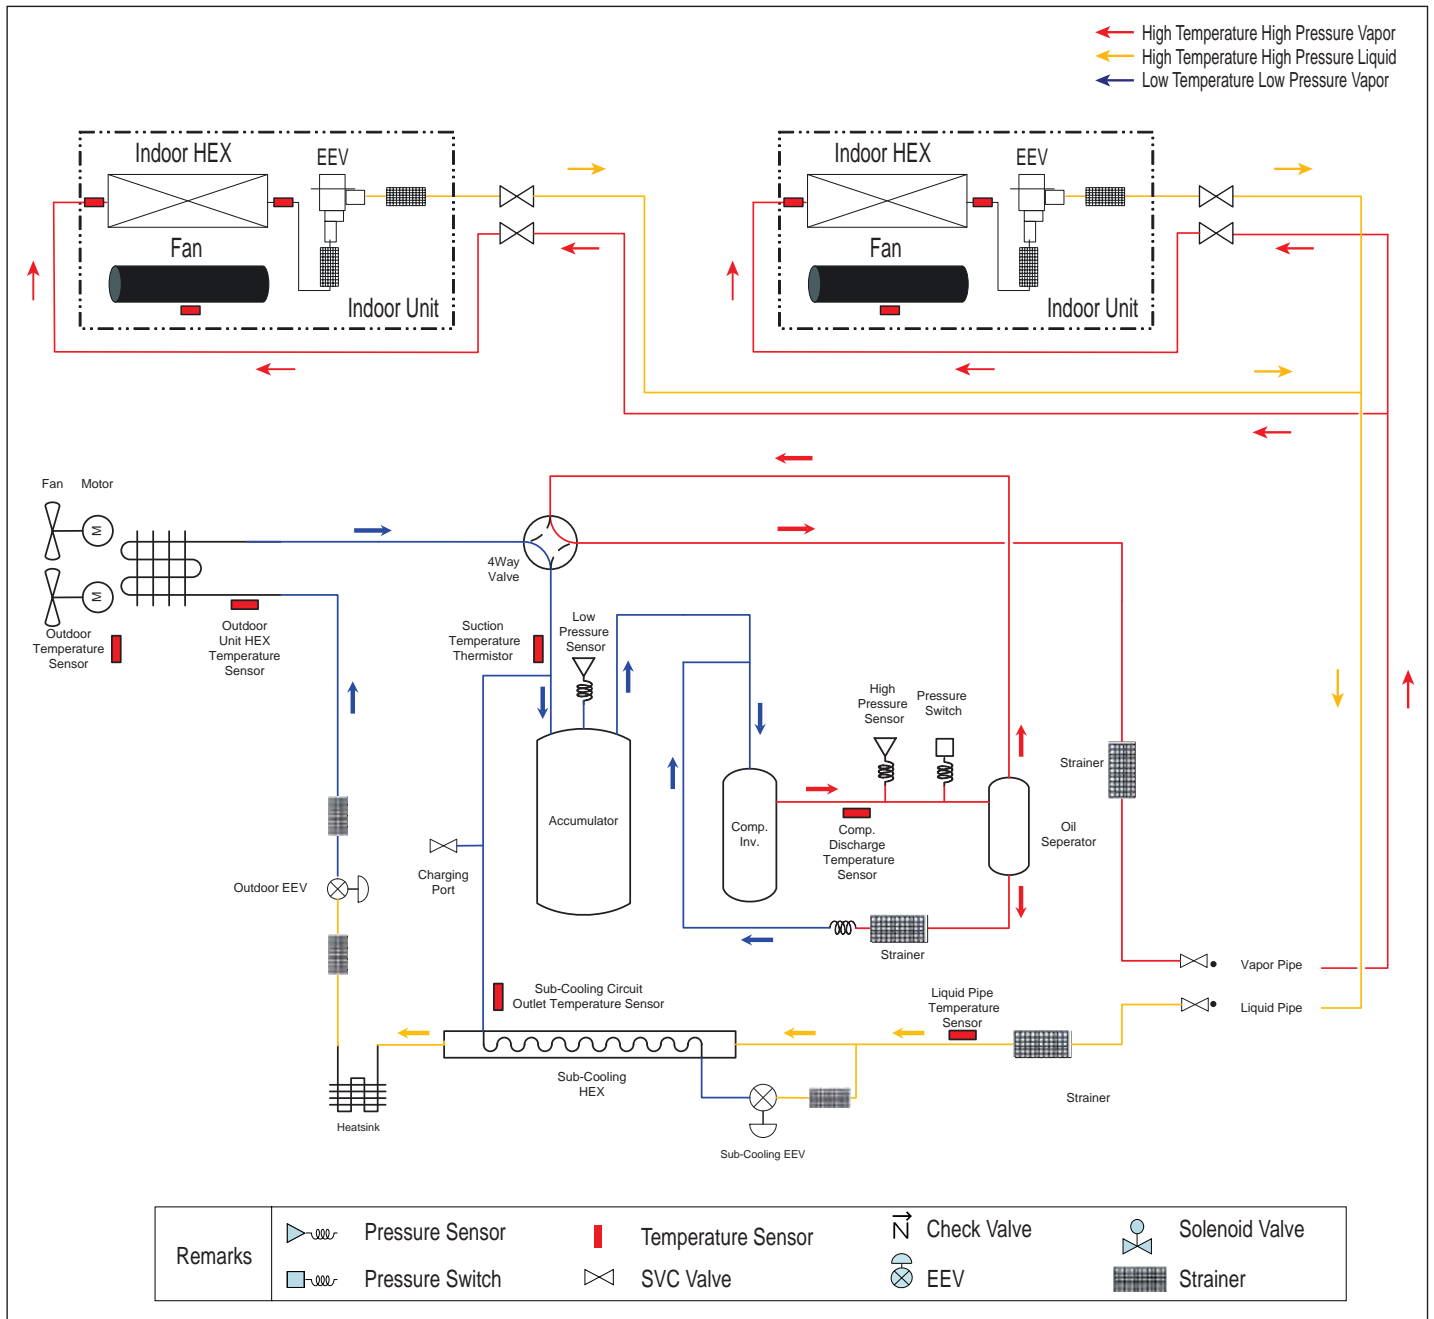 High Temperature High Pressure Vapor
High Temperature High Pressure Liquid
Low Temperature Low Pressure Vapor
Indoor HEX
EEV
Fan
Indoor Unit
Indoor HEX
EEV
Fan
Indoor Unit
Fan
Motor
M
M
Outdoor
Temperature
Sensor
Outdoor
Unit HEX
Temperature
Sensor
4Way
Valve
Suction
Temperature
Thermistor
Low
Pressure
Sensor
High
Pressure
Sensor
Pressure
Switch
Strainer
Accumulator
Comp.
Inv.
Comp.
Discharge
Temperature
Sensor
Oil
Seperator
Charging
Port
Outdoor EEV
Strainer
Vapor Pipe
Liquid Pipe
Sub-Cooling Circuit
Outlet Temperature Sensor
Liquid Pipe
Temperature
Sensor
Sub-Cooling
HEX
Strainer
Heatsink
Sub-Cooling EEV
Remarks
Pressure Sensor
Temperature Sensor
N
Check Valve
Solenoid Valve
Pressure Switch
SVC Valve
EEV
Strainer